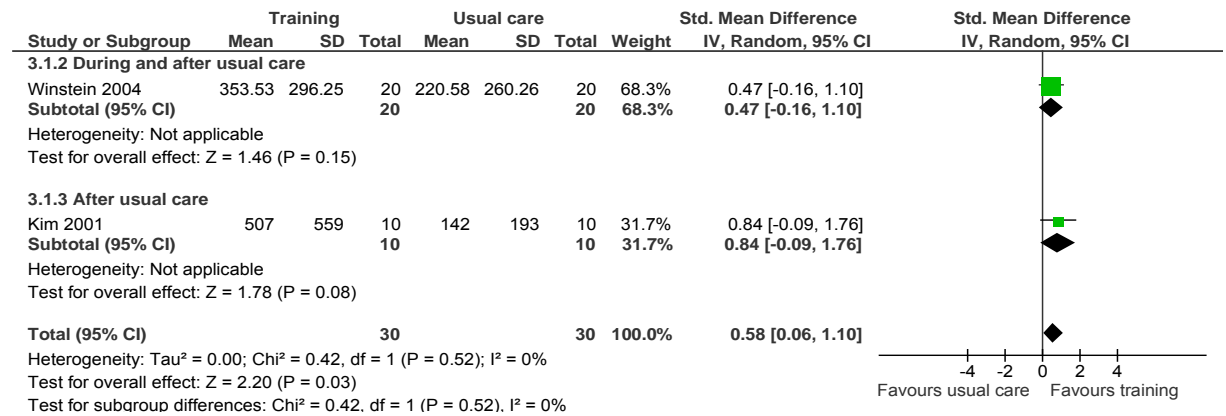 Training Usual care Std. Mean Difference Std. Mean Difference
Study or Subgroup Mean SD Total Mean SD Total Weight IV, Random, 95% CI IV, Random, 95% CI
3.1.2 During and after usual care
Winstein 2004 353.53 296.25 20 220.58 260.26 20 68.3% 0.47 [-0.16, 1.10]
Subtotal (95% CI) 20 20 68.3% 0.47 [-0.16, 1.10]
Heterogeneity: Not applicable
Test for overall effect: Z = 1.46 (P = 0.15)
3.1.3 After usual care
Kim 2001 507 559 10 142 193 10 31.7% 0.84 [-0.09, 1.76]
Subtotal (95% CI) 10 10 31.7% 0.84 [-0.09, 1.76]
Heterogeneity: Not applicable
Test for overall effect: Z = 1.78 (P = 0.08)
Total (95% CI) 30 30 100.0% 0.58 [0.06, 1.10]
Heterogeneity: Tau² = 0.00; Chi² = 0.42, df = 1 (P = 0.52); I² = 0%
Test for overall effect: Z = 2.20 (P = 0.03)
Test for subgroup differences: Chi² = 0.42, df = 1 (P = 0.52), I² = 0%
-4 -2 0 2 4
Favours usual care Favours training